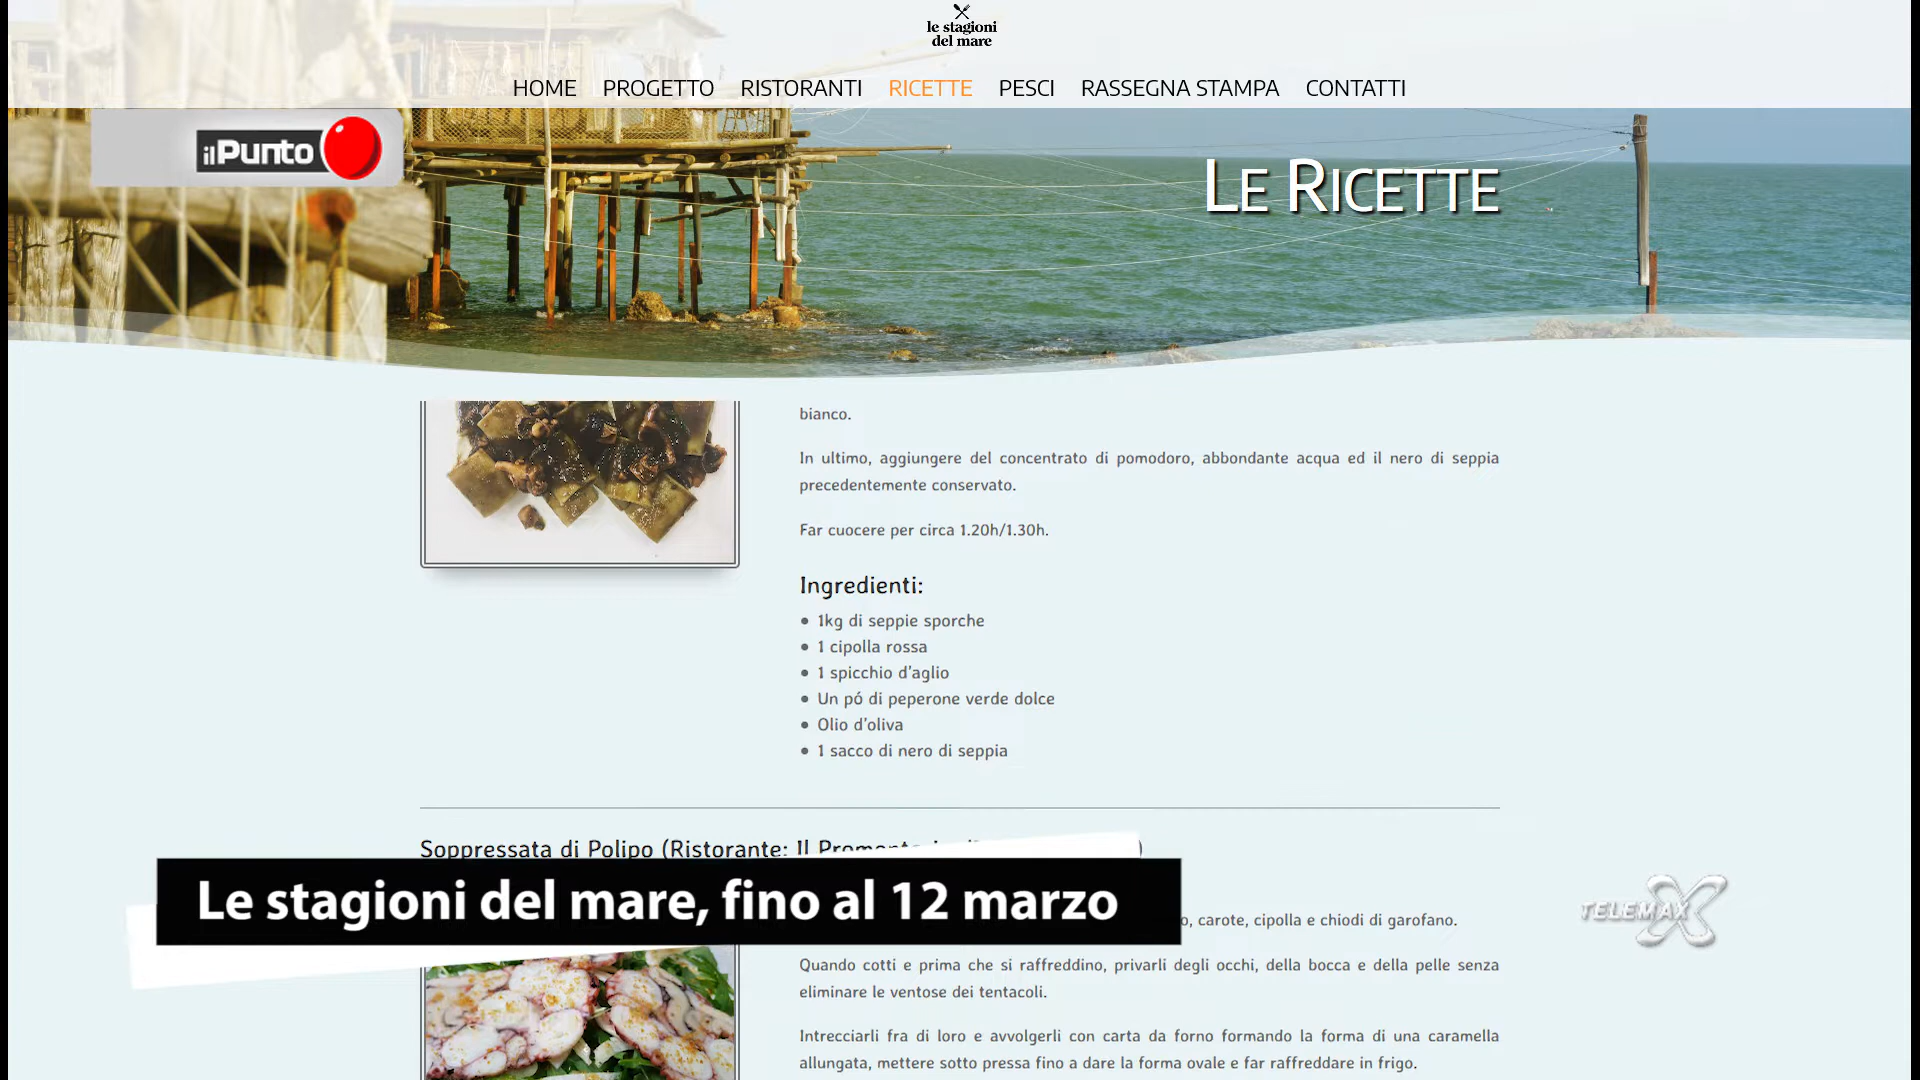 le stagioni
del mare
HOME PROGETTO RISTORANTI RICETTE PESCI RASSEGNA STAMPA CONTATTI
ilPunto
LE RICETTE
bianco.
In ultimo, aggiungere del concentrato di pomodoro, abbondante acqua ed il nero di seppia
precedentemente conservato.
Far cuocere per circa 1.20h/1.30h.
Ingredienti:
1kg di seppie sporche
1 cipolla rossa
1 spicchio d'aglio
Un pó di peperone verde dolce
Olio d'oliva
1 sacco di nero di seppia
Soppressata di Polipo (Ristorante: Il
Le stagioni del mare, fino al 12 marzo
carote, cipolla e chiodi di garofano.
TELEMAX
Quando cotti e prima che si raffreddino, privarli degli occhi, della bocca e della pelle senza
eliminare le ventose dei tentacoli.
Intrecciarli fra di loro e avvolgerli con carta da forno formando la forma di una caramella
allungata, mettere sotto pressa fino a dare la forma ovale e far raffreddare in frigo.